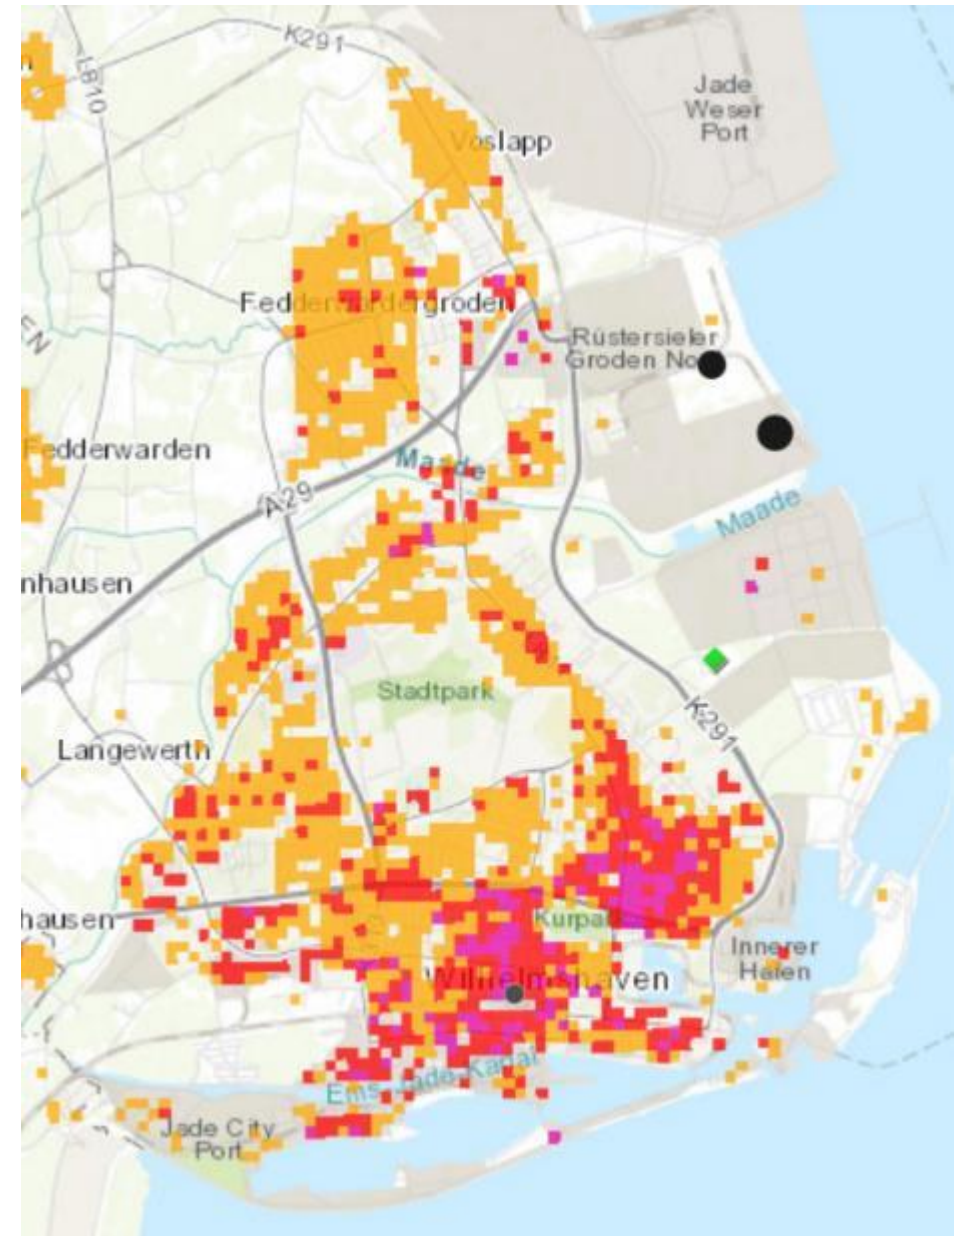 K291
L810
Jade
Weser
Port
Voslapp
Fedderwardergroden
Rüstersieler
Groden No
Fedderwarden
Maade
A29
Maade
nhausen
Stadtpark
K291
Langewerth
hausen
Kurpark
Innerer
Hafen
Wilhelmshaven
Ems-Jade-Kanal
Jade City
Port